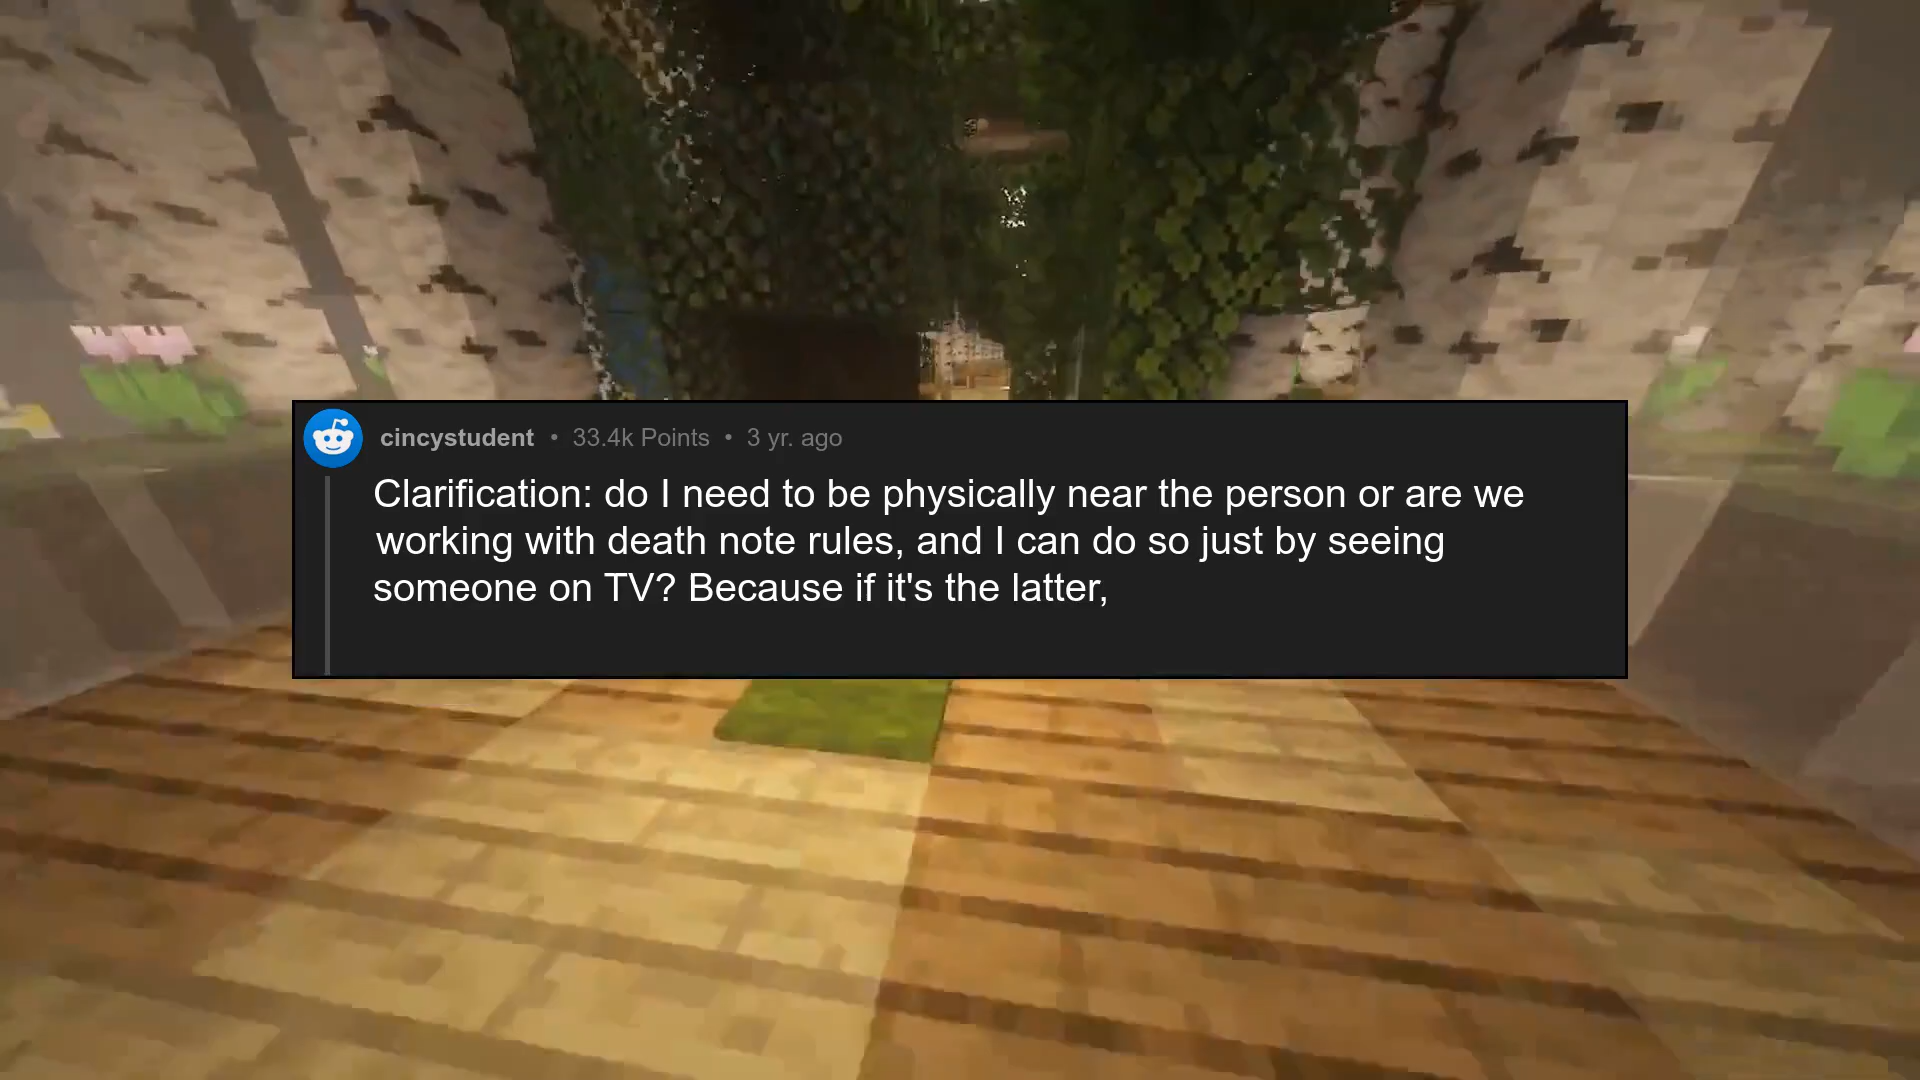 cincystudent • 33.4k Points • 3 yr. ago
Clarification: do I need to be physically near the person or are we
working with death note rules, and I can do so just by seeing
someone on TV? Because if it's the latter,